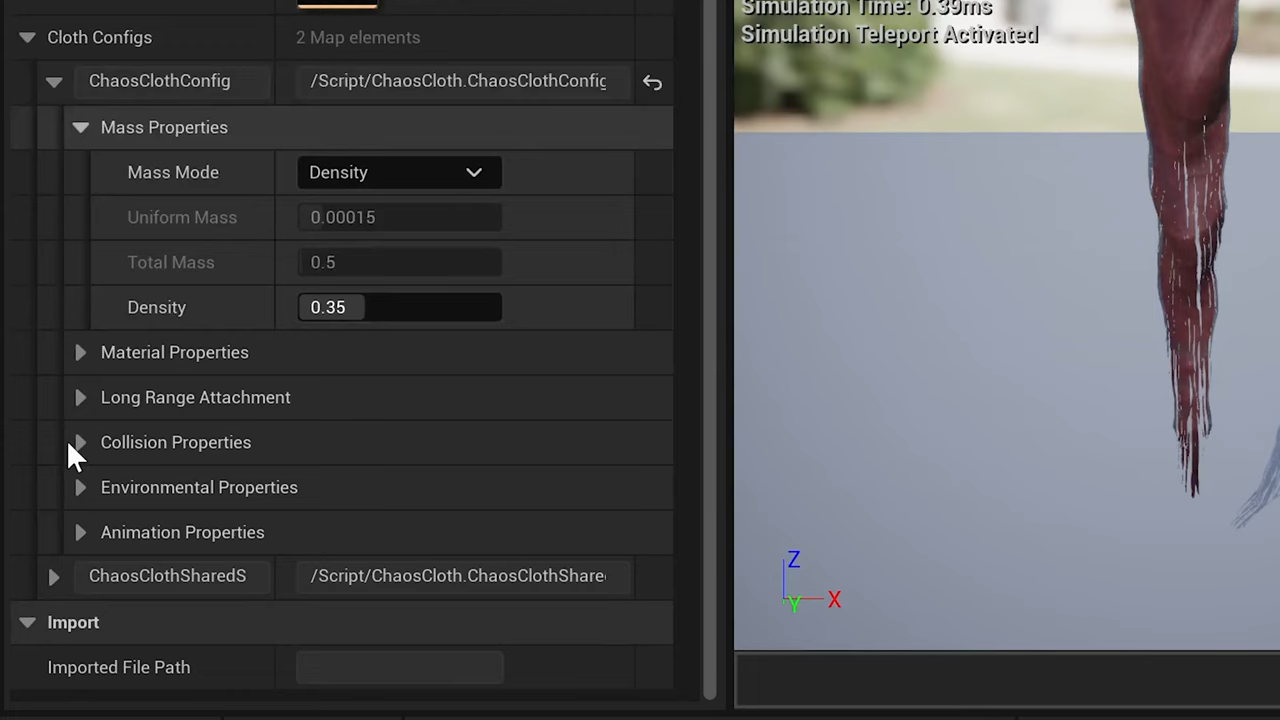 Cloth Configs 2 Map elements
ChaosClothConfig /Script/ChaosCloth.ChaosClothConfig
Mass Properties
Mass Mode Density
Uniform Mass 0.00015
Total Mass 0.5
Density 0.35
Material Properties
Long Range Attachment
Collision Properties
Environmental Properties
Animation Properties
ChaosClothSharedS /Script/ChaosCloth.ChaosClothShare
Import
Imported File Path
Simulation Time: 0.39ms
Simulation Teleport Activated
Z
Y X